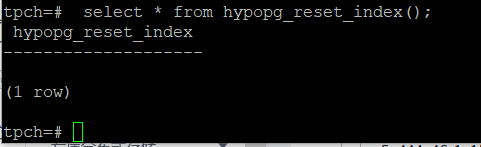 tpch=#  select * from hypopg_reset_index();
 hypopg_reset_index
--------------------

(1 row)

tpch=#